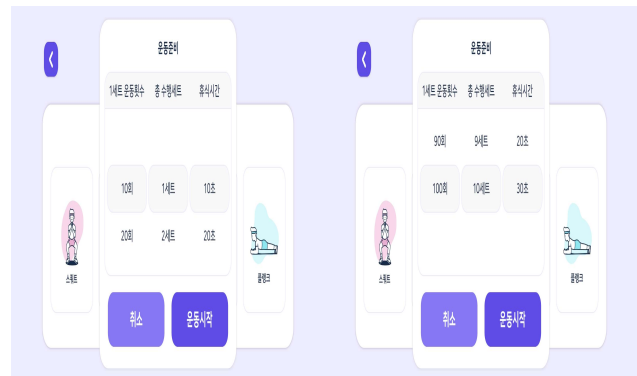 운동준비
1세트 운동횟수 총 수행세트 휴식시간
10회 1세트 10초
20회 2세트 20초
스쿼트
플랭크
취소 운동시작
운동준비
1세트 운동횟수 총 수행세트 휴식시간
90회 9세트 20초
100회 10세트 30초
스쿼트
플랭크
취소 운동시작